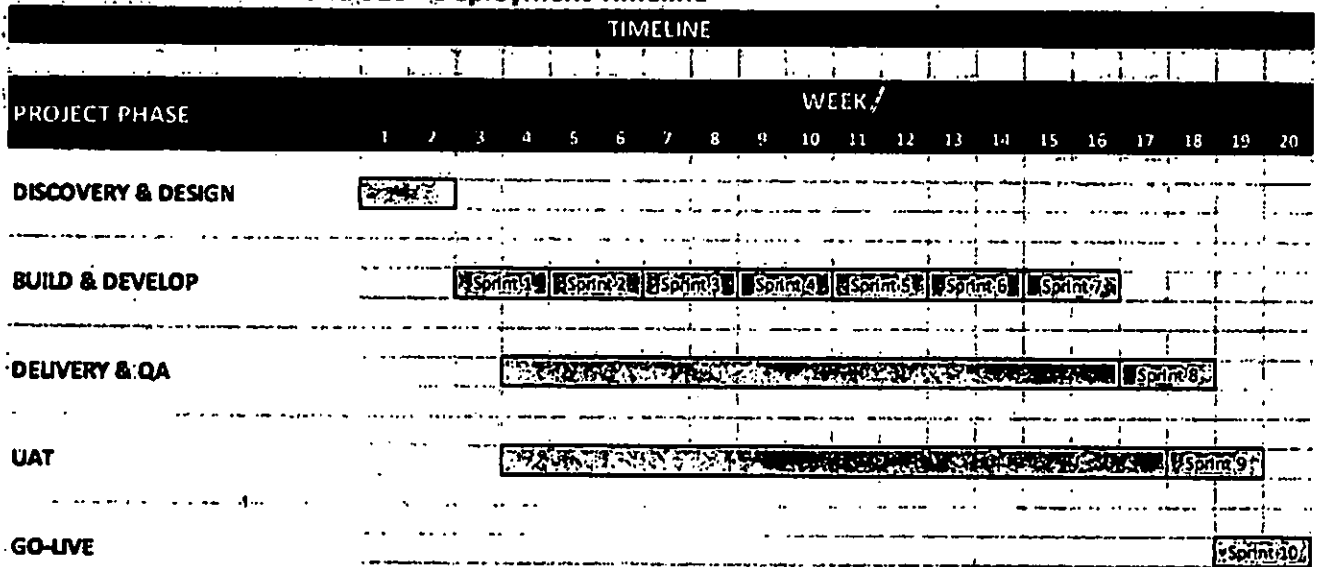 Deployment Timeline
TIMELINE
PROJECT PHASE
WEEK
1 2 3 4 5 6 7 8 9 10 11 12 13 14 15 16 17 18 19 20
DISCOVERY & DESIGN
BUILD & DEVELOP
Sprint 1 Sprint 2 Sprint 3 Sprint 4 Sprint 5 Sprint 6 Sprint 7
DELIVERY & QA
Sprint 8
UAT
Sprint 9
GO-LIVE
Sprint 10